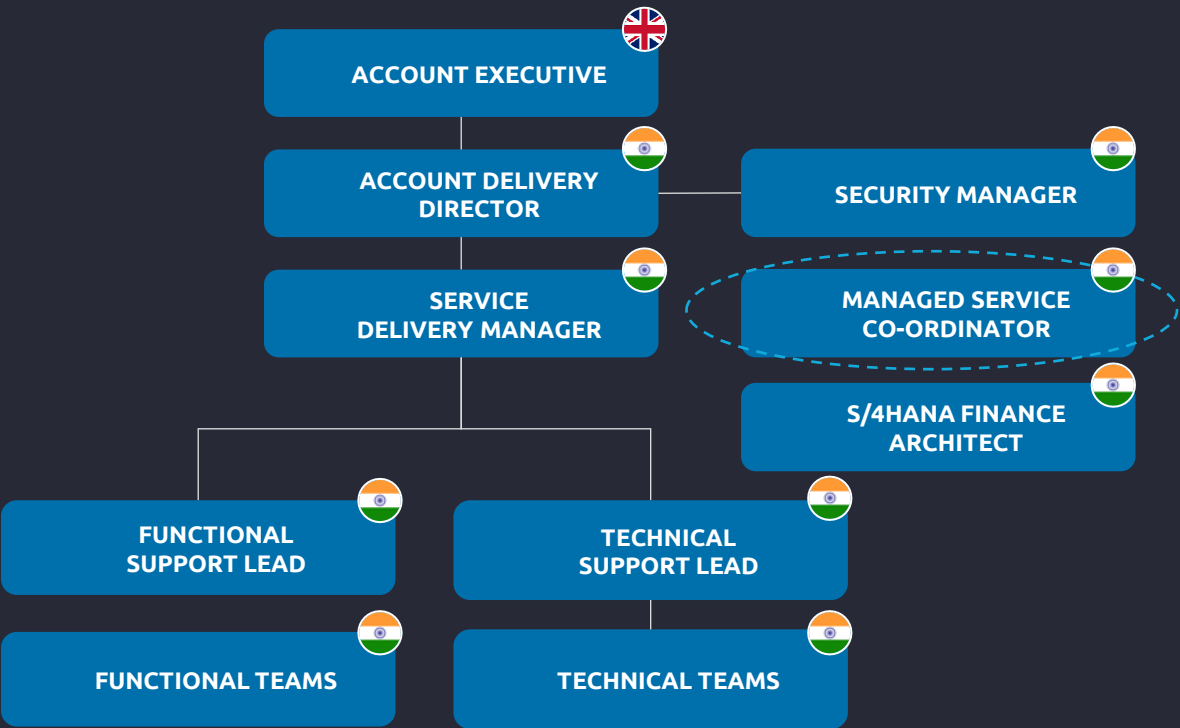 ACCOUNT EXECUTIVE
ACCOUNT DELIVERY
DIRECTOR
SECURITY MANAGER
SERVICE
DELIVERY MANAGER
MANAGED SERVICE
CO-ORDINATOR
S/4HANA FINANCE
ARCHITECT
FUNCTIONAL
SUPPORT LEAD
TECHNICAL
SUPPORT LEAD
FUNCTIONAL TEAMS
TECHNICAL TEAMS